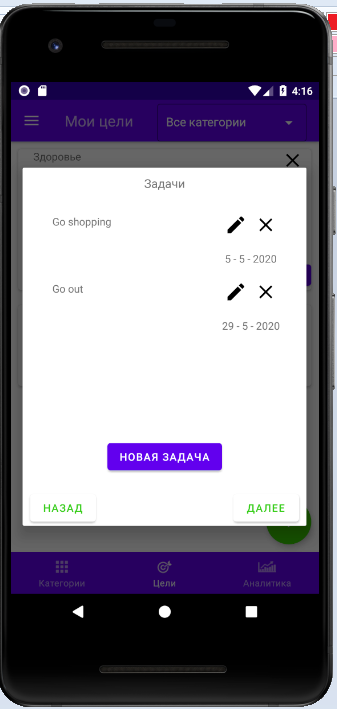 4:16
Мои цели
Все категории
Здоровье
Задачи
Go shopping
5 - 5 - 2020
Go out
29 - 5 - 2020
НОВАЯ ЗАДАЧА
НАЗАД
ДАЛЕЕ
Категории
Цели
Аналитика